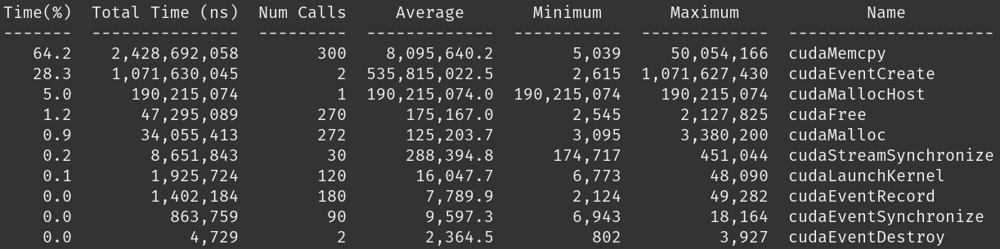 Time(%)  Total Time (ns)  Num Calls     Average       Minimum       Maximum             Name
-------  ---------------  ---------  -------------  -----------  -------------  ---------------------
   64.2    2,428,692,058        300    8,095,640.2        5,039     50,054,166  cudaMemcpy
   28.3    1,071,630,045          2  535,815,022.5        2,615  1,071,627,430  cudaEventCreate
    5.0      190,215,074          1  190,215,074.0  190,215,074    190,215,074  cudaMallocHost
    1.2       47,295,089        270      175,167.0        2,545      2,127,825  cudaFree
    0.9       34,055,413        272      125,203.7        3,095      3,380,200  cudaMalloc
    0.2        8,651,843         30      288,394.8      174,717        451,044  cudaStreamSynchronize
    0.1        1,925,724        120       16,047.7        6,773         48,090  cudaLaunchKernel
    0.0        1,402,184        180        7,789.9        2,124         49,282  cudaEventRecord
    0.0          863,759         90        9,597.3        6,943         18,164  cudaEventSynchronize
    0.0            4,729          2        2,364.5          802          3,927  cudaEventDestroy